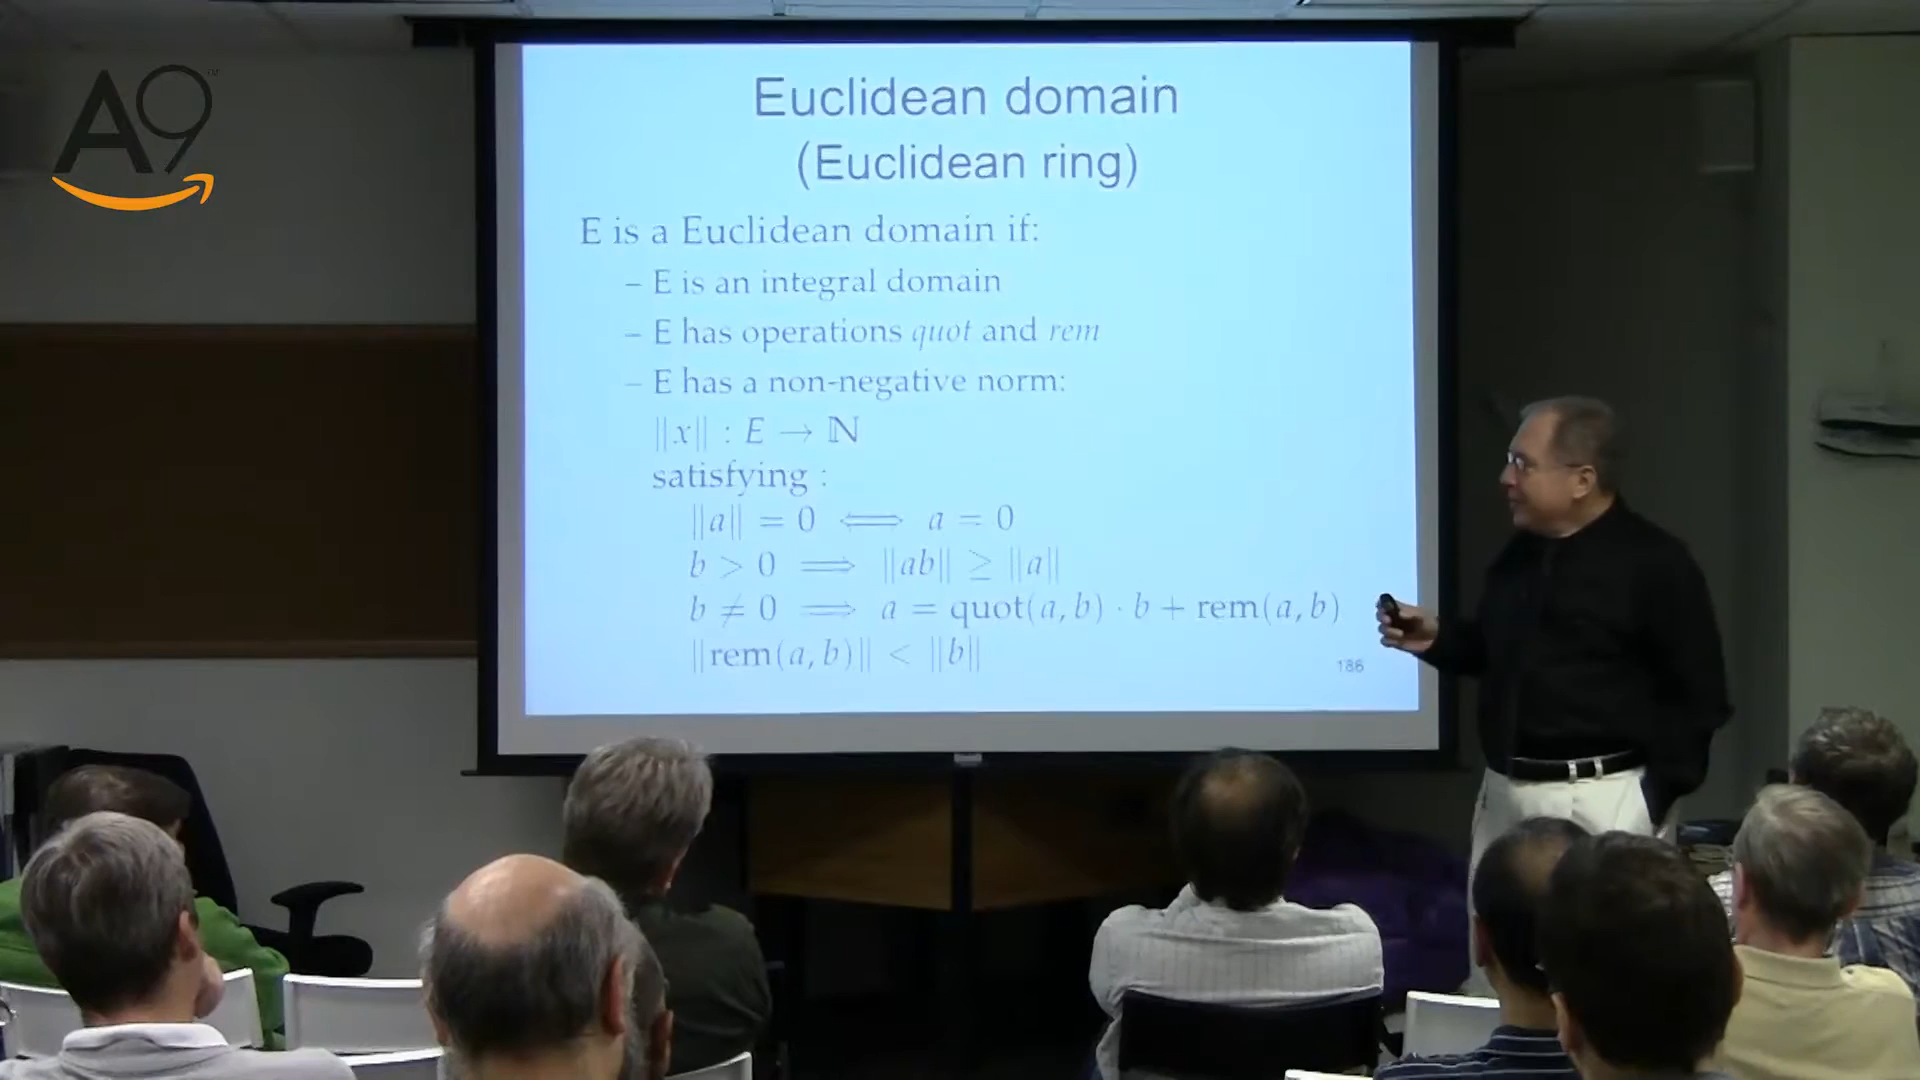 A9
Euclidean domain
(Euclidean ring)
E is a Euclidean domain if:
– E is an integral domain
– E has operations quot and rem
– E has a non-negative norm:
||x|| : E → ℕ
satisfying :
||a|| = 0 ⟺ a = 0
b > 0 ⟹ ||ab|| ≥ ||a||
b ≠ 0 ⟹ a = quot(a, b) · b + rem(a, b)
||rem(a, b)|| < ||b||
186